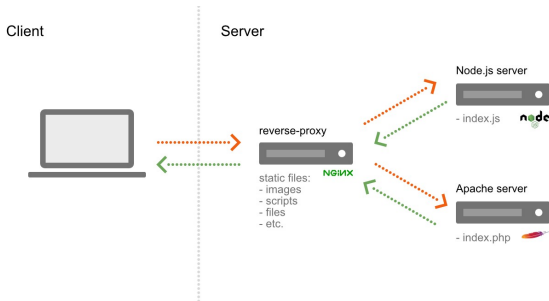 Client
Server
Node.js server
- index.js
node
reverse-proxy
NGINX
static files:
- images
- scripts
- files
- etc.
Apache server
- index.php